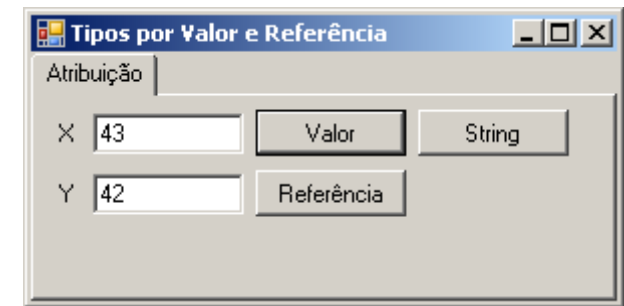 Tipos por Valor e Referência
Atribuição
X 43 Valor String
Y 42 Referência